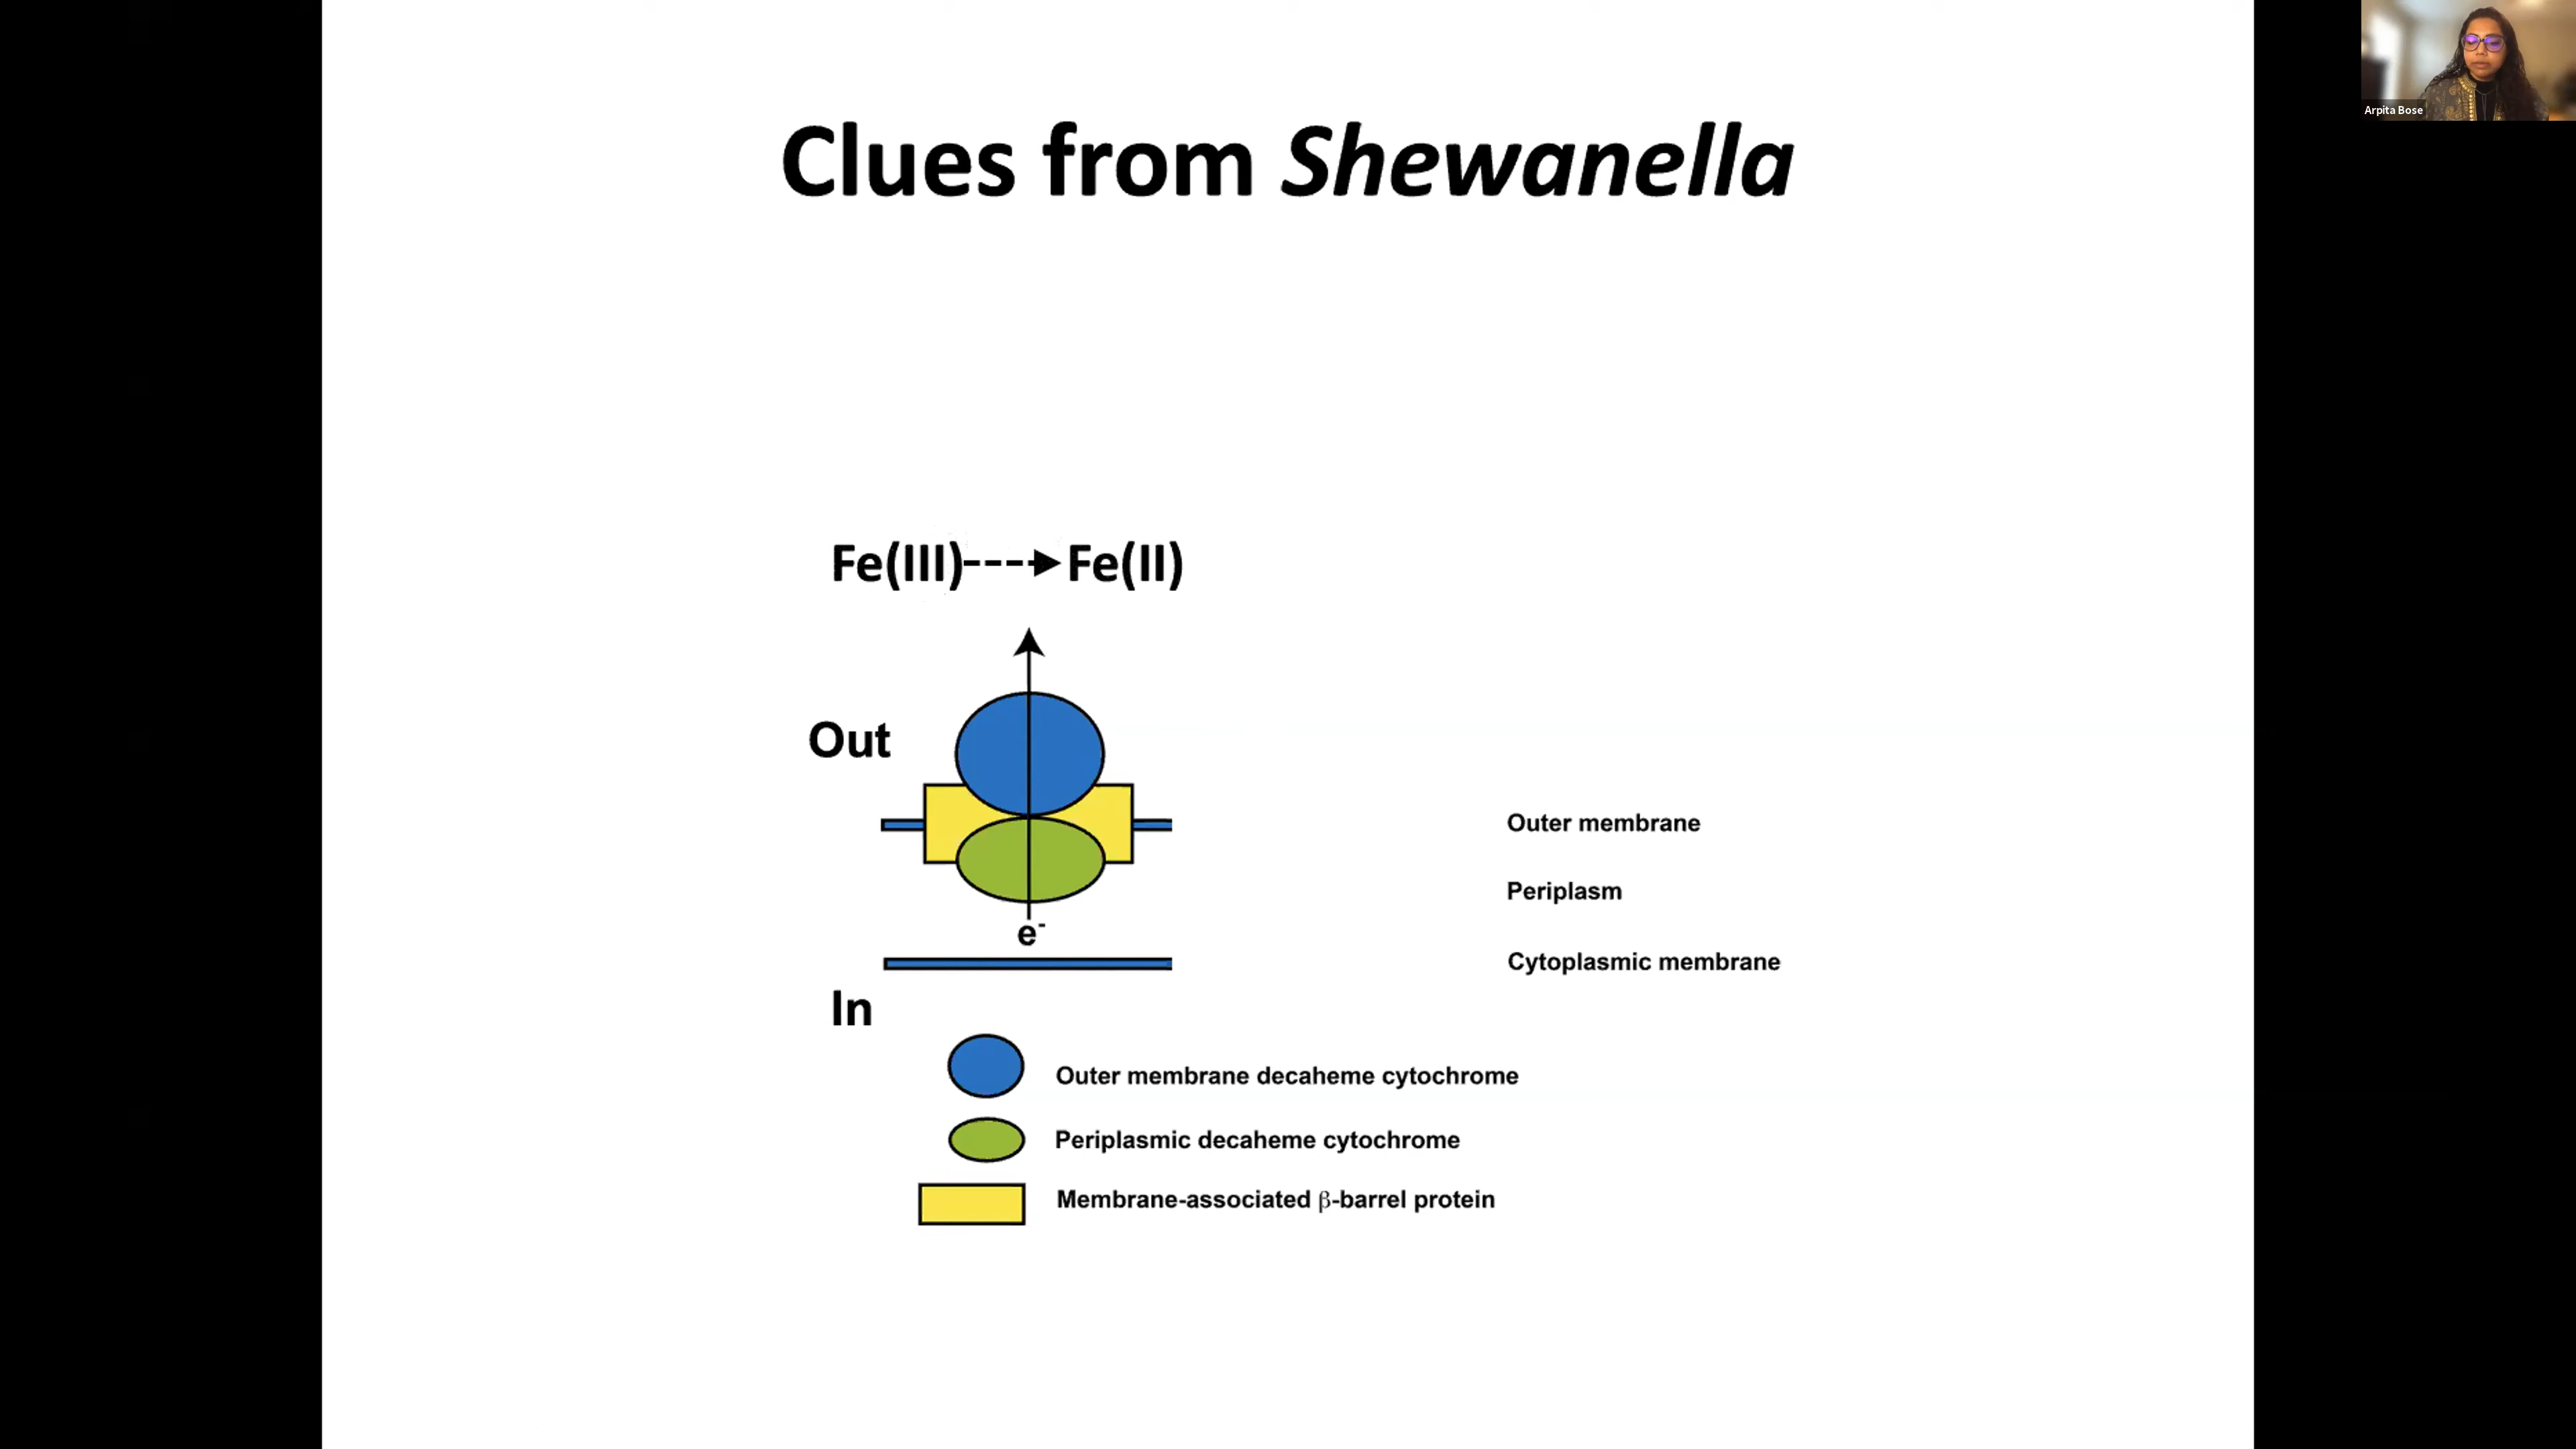 Arpita Bose
Clues from Shewanella
Fe(III) Fe(II)
Out
Outer membrane
Periplasm
e-
Cytoplasmic membrane
In
Outer membrane decaheme cytochrome
Periplasmic decaheme cytochrome
Membrane-associated β-barrel protein